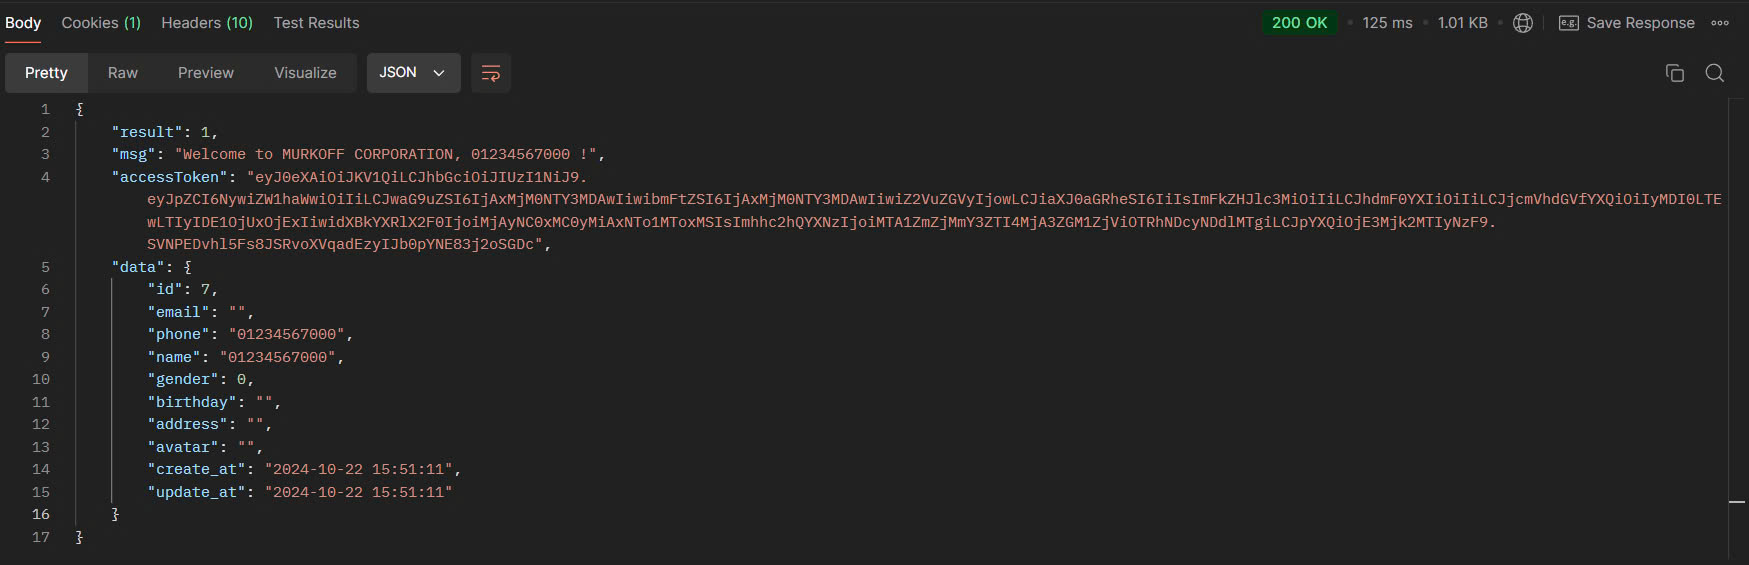 Body Cookies (1) Headers (10) Test Results 200 OK 125 ms 1.01 KB e.g. Save Response
Pretty Raw Preview Visualize JSON
1 {
2 "result": 1,
3 "msg": "Welcome to MURKOFF CORPORATION, 01234567000 !",
4 "accessToken": "eyJ0eXAiOiJKV1QiLCJhbGciOiJIUzI1NiJ9.
eyJpZCI6NywiZW1haWwiOiIiLCJwaG9uZSI6IjAxMjM0NTY3MDAwIiwibmFtZSI6IjAxMjM0NTY3MDAwIiwiZ2VuZGVyIjowLCJiaXJ0aGRheSI6IiIsImFkZHJlc3MiOiIiLCJhdmF0YXIiOiIiLCJjcmVhdGVfYXQiOiIyMDI0LTE
wLTIyIDE1OjUxOjExIiwidXBkYXRlX2F0IjoiMjAyNC0xMC0yMiAxNTo1MToxMSIsImhhc2hQYXNzIjoiMTA1ZmZjMmY3ZTI4MjA3ZGM1ZjViOTRhNDcyNDdlMTgiLCJpYXQiOjE3Mjk2MTIyNzF9.
SVNPEDvhl5Fs8JSRvoXVqadEzyIJb0pYNE83j2oSGDc",
5 "data": {
6 "id": 7,
7 "email": "",
8 "phone": "01234567000",
9 "name": "01234567000",
10 "gender": 0,
11 "birthday": "",
12 "address": "",
13 "avatar": "",
14 "create_at": "2024-10-22 15:51:11",
15 "update_at": "2024-10-22 15:51:11"
16 }
17 }